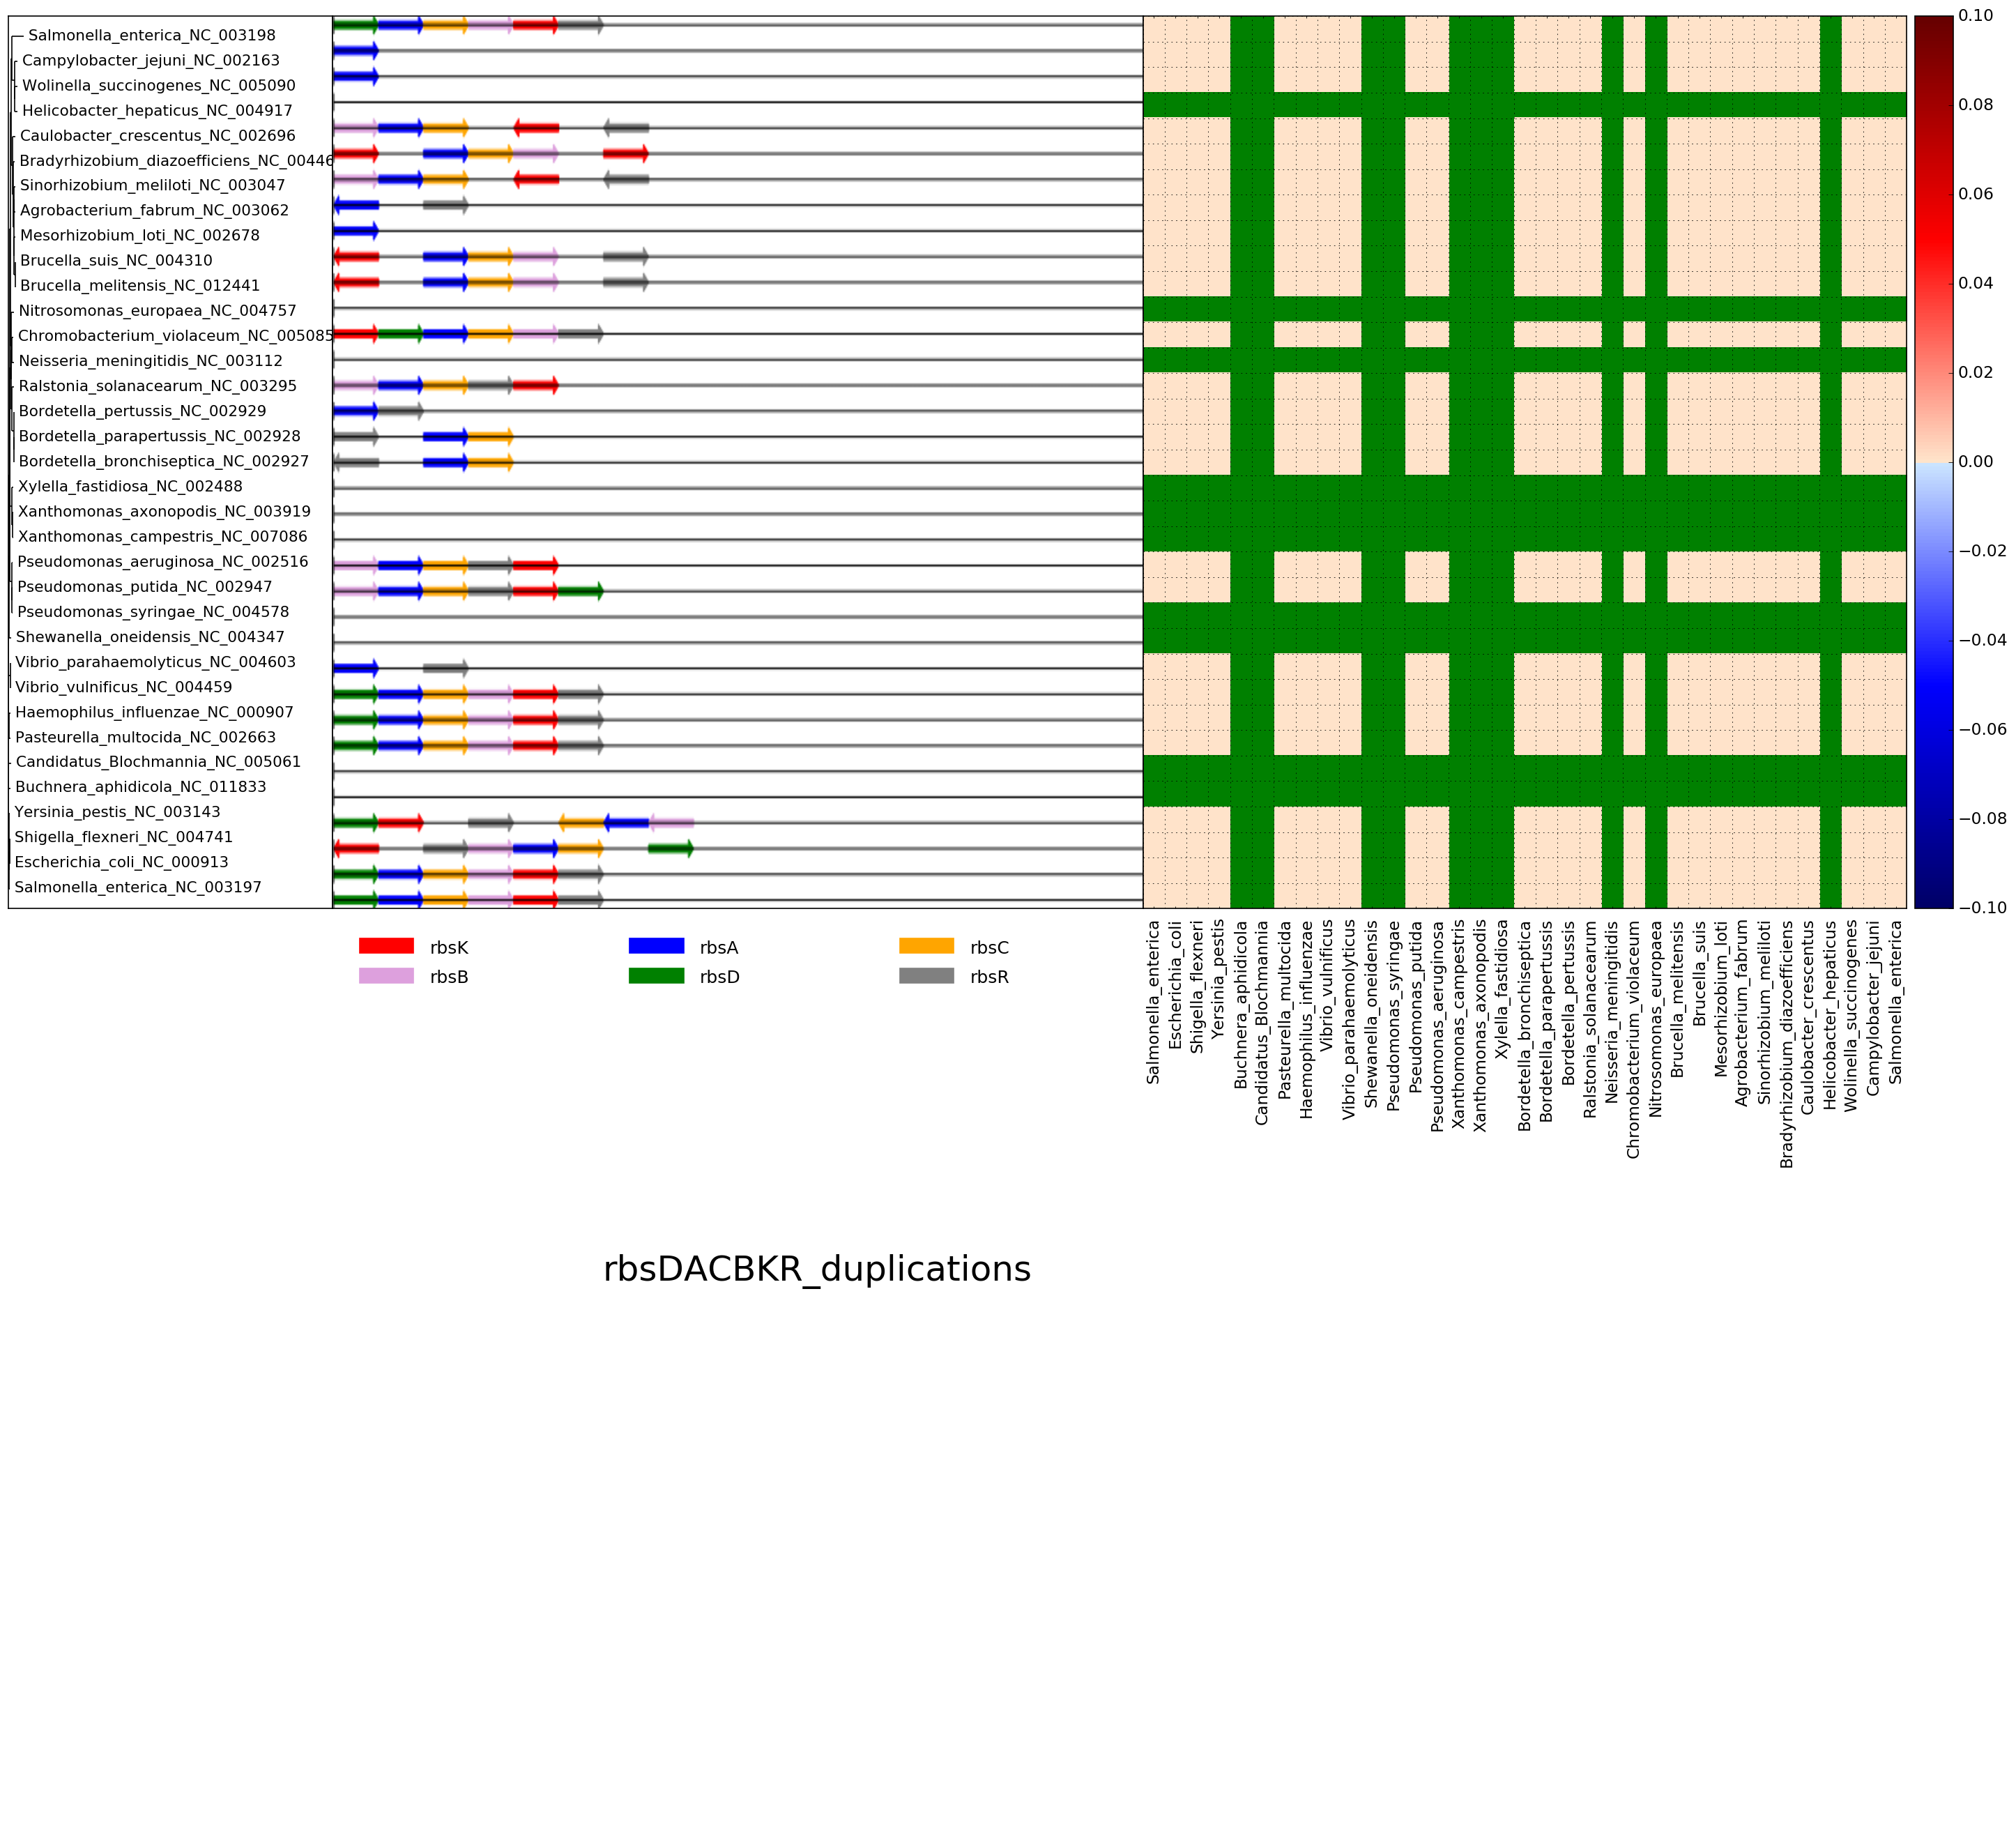 Salmonella_enterica_NC_003198
Campylobacter_jejuni_NC_002163
Wolinella_succinogenes_NC_005090
Helicobacter_hepaticus_NC_004917
Caulobacter_crescentus_NC_002696
Bradyrhizobium_diazoefficiens_NC_00446
Sinorhizobium_meliloti_NC_003047
Agrobacterium_fabrum_NC_003062
Mesorhizobium_loti_NC_002678
Brucella_suis_NC_004310
Brucella_melitensis_NC_012441
Nitrosomonas_europaea_NC_004757
Chromobacterium_violaceum_NC_005085
Neisseria_meningitidis_NC_003112
Ralstonia_solanacearum_NC_003295
Bordetella_pertussis_NC_002929
Bordetella_parapertussis_NC_002928
Bordetella_bronchiseptica_NC_002927
Xylella_fastidiosa_NC_002488
Xanthomonas_axonopodis_NC_003919
Xanthomonas_campestris_NC_007086
Pseudomonas_aeruginosa_NC_002516
Pseudomonas_putida_NC_002947
Pseudomonas_syringae_NC_004578
Shewanella_oneidensis_NC_004347
Vibrio_parahaemolyticus_NC_004603
Vibrio_vulnificus_NC_004459
Haemophilus_influenzae_NC_000907
Pasteurella_multocida_NC_002663
Candidatus_Blochmannia_NC_005061
Buchnera_aphidicola_NC_011833
Yersinia_pestis_NC_003143
Shigella_flexneri_NC_004741
Escherichia_coli_NC_000913
Salmonella_enterica_NC_003197
0.10
0.08
0.06
0.04
0.02
0.00
−0.02
−0.04
−0.06
−0.08
−0.10
Salmonella_enterica
Escherichia_coli
Shigella_flexneri
Yersinia_pestis
Buchnera_aphidicola
Candidatus_Blochmannia
Pasteurella_multocida
Haemophilus_influenzae
Vibrio_vulnificus
Vibrio_parahaemolyticus
Shewanella_oneidensis
Pseudomonas_syringae
Pseudomonas_putida
Pseudomonas_aeruginosa
Xanthomonas_campestris
Xanthomonas_axonopodis
Xylella_fastidiosa
Bordetella_bronchiseptica
Bordetella_parapertussis
Bordetella_pertussis
Ralstonia_solanacearum
Neisseria_meningitidis
Chromobacterium_violaceum
Nitrosomonas_europaea
Brucella_melitensis
Brucella_suis
Mesorhizobium_loti
Agrobacterium_fabrum
Sinorhizobium_meliloti
Bradyrhizobium_diazoefficiens
Caulobacter_crescentus
Helicobacter_hepaticus
Wolinella_succinogenes
Campylobacter_jejuni
Salmonella_enterica
rbsK rbsA rbsC
rbsB rbsD rbsR
rbsDACBKR_duplications